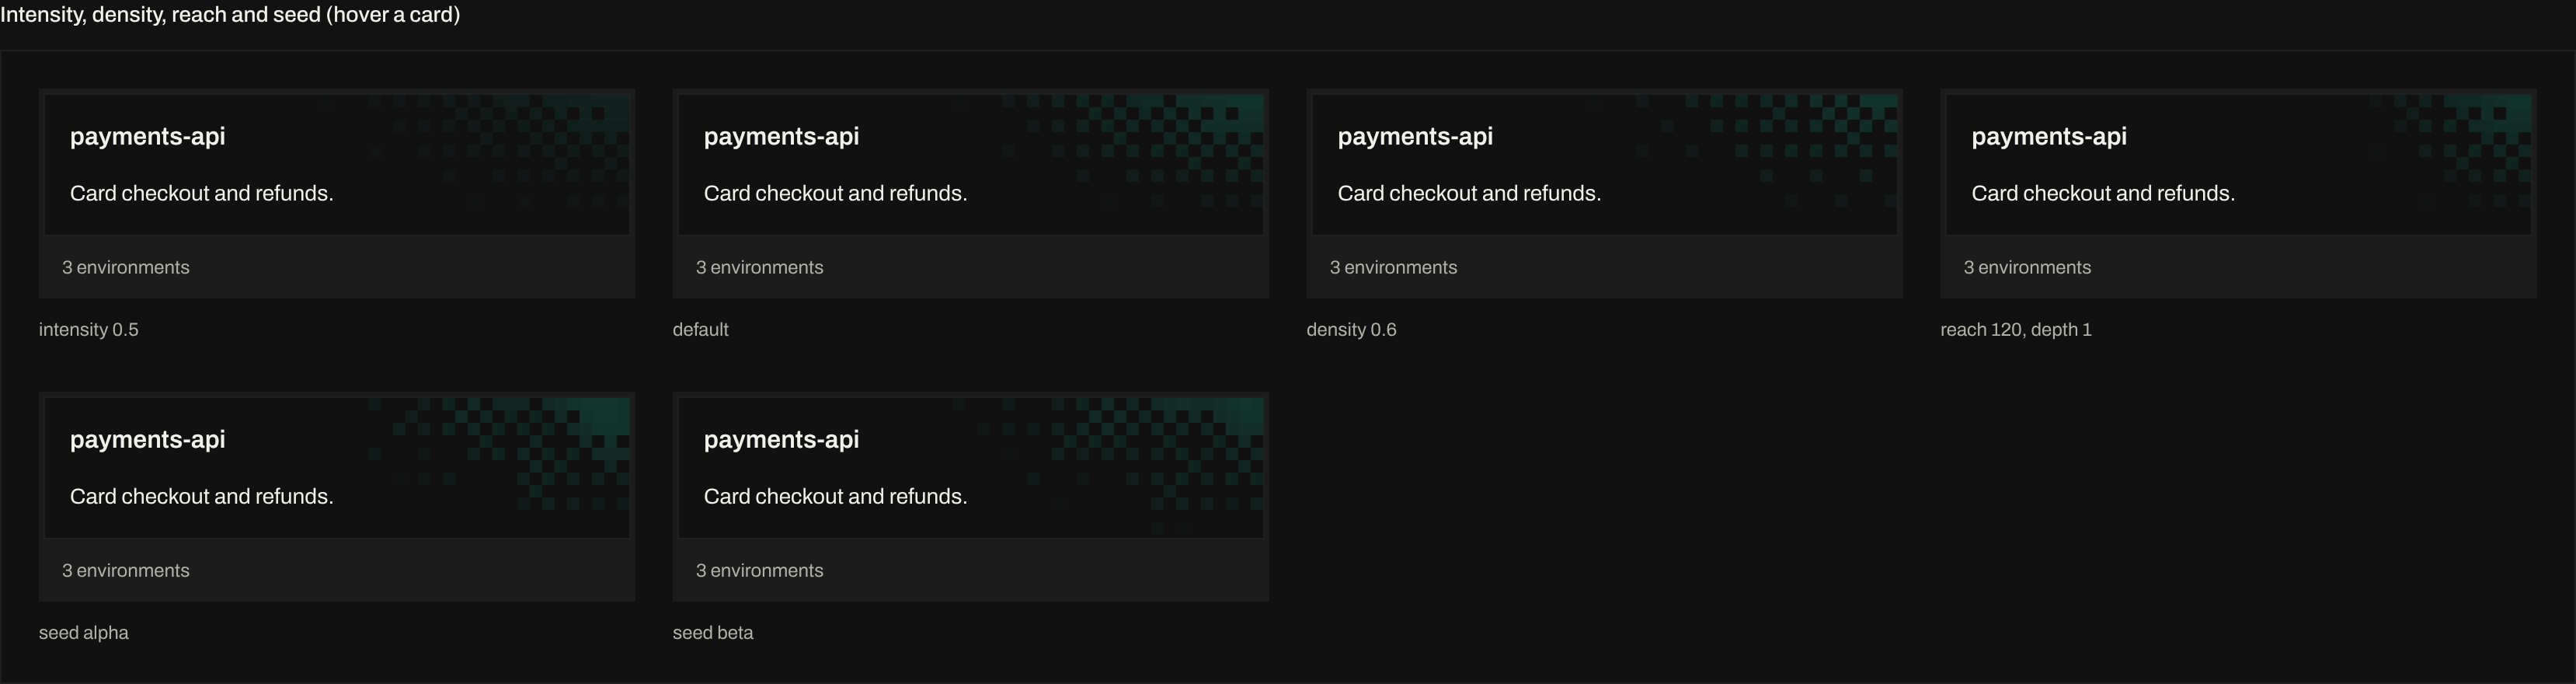 Intensity, density, reach and seed (hover a card)
payments-api
Card checkout and refunds.
3 environments
intensity 0.5
payments-api
Card checkout and refunds.
3 environments
default
payments-api
Card checkout and refunds.
3 environments
density 0.6
payments-api
Card checkout and refunds.
3 environments
reach 120, depth 1
payments-api
Card checkout and refunds.
3 environments
seed alpha
payments-api
Card checkout and refunds.
3 environments
seed beta